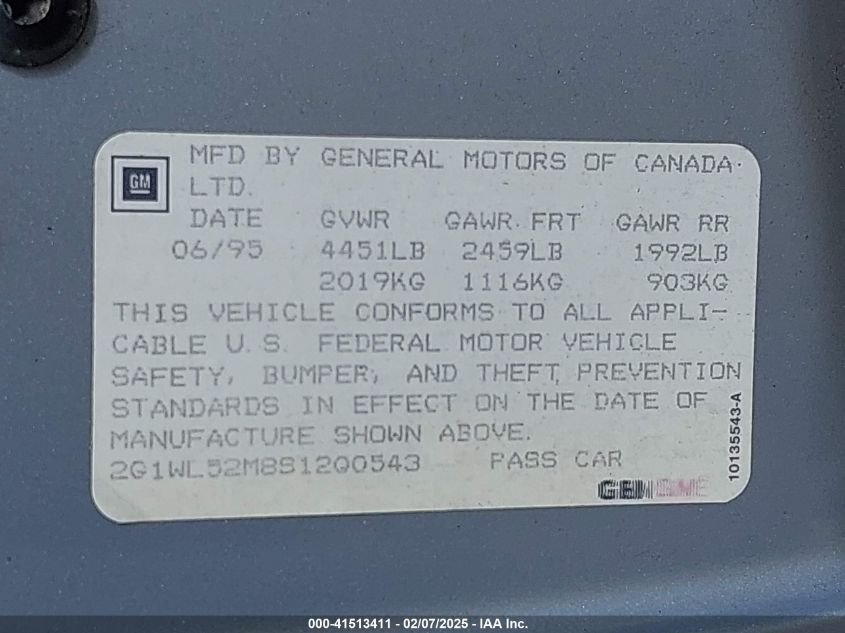 GM
MFD BY GENERAL MOTORS OF CANADA
LTD.
DATE GVWR GAWR FRT GAWR RR
06/95 4451LB 2459LB 1992LB
2019KG 1116KG 903KG
THIS VEHICLE CONFORMS TO ALL APPLI-
CABLE U.S. FEDERAL MOTOR VEHICLE
SAFETY, BUMPER, AND THEFT PREVENTION
STANDARDS IN EFFECT ON THE DATE OF
MANUFACTURE SHOWN ABOVE.
2G1WL52M8S1200543 PASS CAR
10135543-A
000-41513411 - 02/07/2025 - IAA Inc.